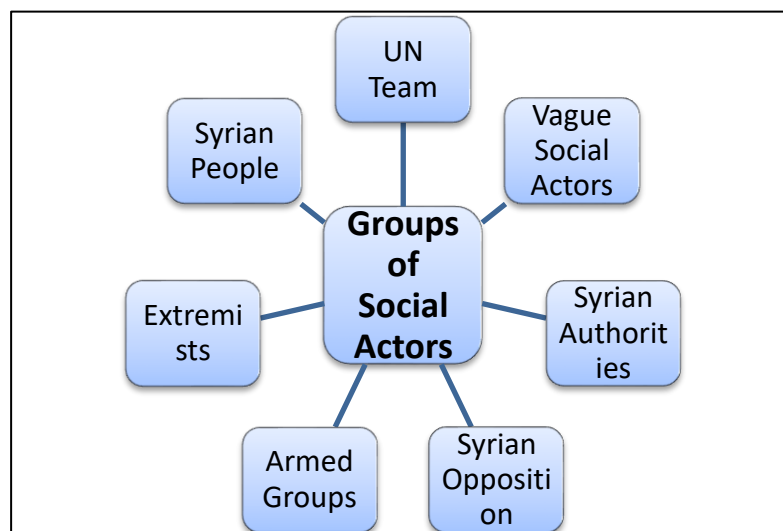 UN
Team
Vague
Social
Actors
Syrian
Authorit
ies
Syrian
Oppositi
on
Armed
Groups
Extremi
sts
Syrian
People
Groups
of
Social
Actors